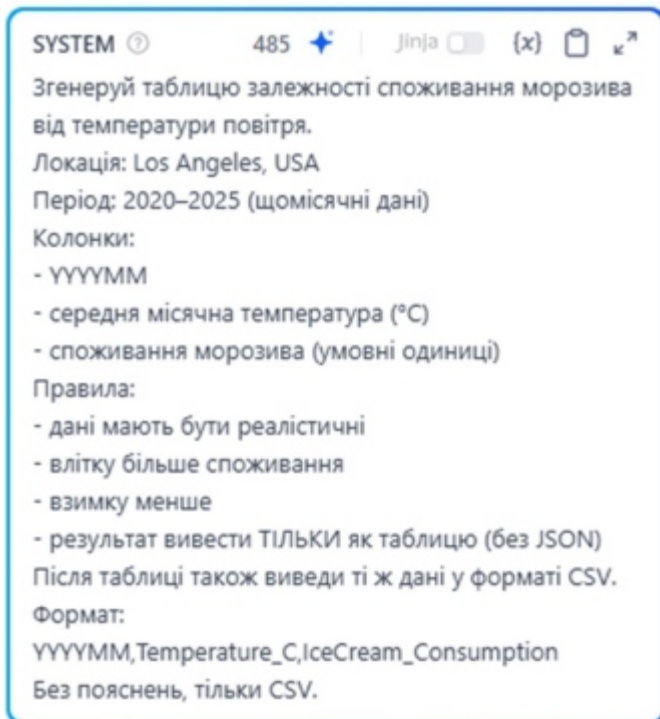 SYSTEM 485 Jinja {x}
Згенеруй таблицю залежності споживання морозива
від температури повітря.
Локація: Los Angeles, USA
Період: 2020–2025 (щомісячні дані)
Колонки:
- YYYYMM
- середня місячна температура (°C)
- споживання морозива (умовні одиниці)
Правила:
- дані мають бути реалістичні
- влітку більше споживання
- взимку менше
- результат вивести ТІЛЬКИ як таблицю (без JSON)
Після таблиці також виведи ті ж дані у форматі CSV.
Формат:
YYYYMM,Temperature_C,IceCream_Consumption
Без пояснень, тільки CSV.